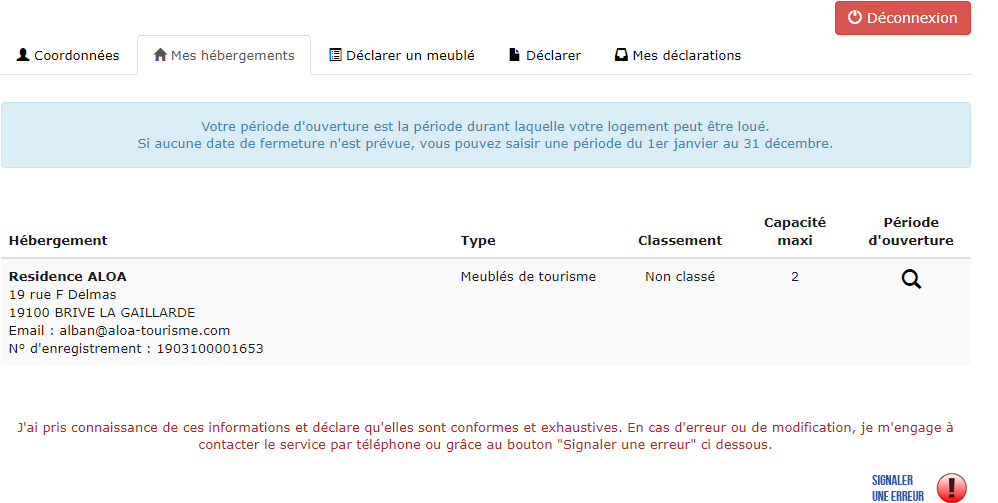 Déconnexion
Coordonnées
Mes hébergements
Déclarer un meublé
Déclarer
Mes déclarations
Votre période d'ouverture est la période durant laquelle votre logement peut être loué.
Si aucune date de fermeture n'est prévue, vous pouvez saisir une période du 1er janvier au 31 décembre.
Hébergement
Type
Classement
Capacité
maxi
Période
d'ouverture
Residence ALOA
19 rue F Delmas
19100 BRIVE LA GAILLARDE
Email : alban@aloa-tourisme.com
N° d'enregistrement : 1903100001653
Meublés de tourisme
Non classé
2
J'ai pris connaissance de ces informations et déclare qu'elles sont conformes et exhaustives. En cas d'erreur ou de modification, je m'engage à
contacter le service par téléphone ou grâce au bouton "Signaler une erreur" ci dessous.
SIGNALER
UNE ERREUR